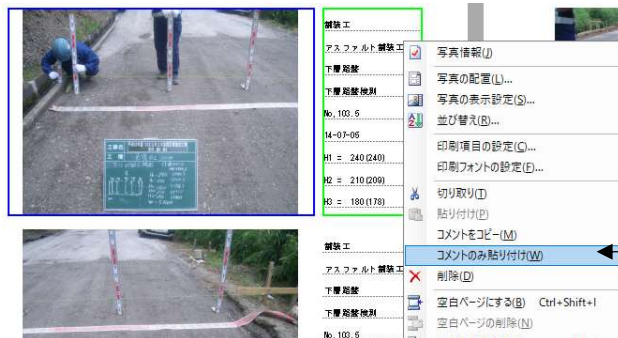 舗装工
アスファルト舗装工
下層路盤
下層路盤検測
No.103.5
14-07-05
H1 = 240(240)
H2 = 210(209)
H3 = 180(178)
工事名
工種
舗装工
アスファルト舗装工
下層路盤
下層路盤検測
No.103.5
写真情報(J)
写真の配置(L)...
写真の表示設定(S)...
並び替え(R)...
印刷項目の設定(C)...
印刷フォントの設定(F)...
切り取り(T)
貼り付け(P)
コメントをコピー(M)
コメントのみ貼り付け(W)
削除(D)
空白ページにする(B) Ctrl+Shift+I
空白ページの削除(N)